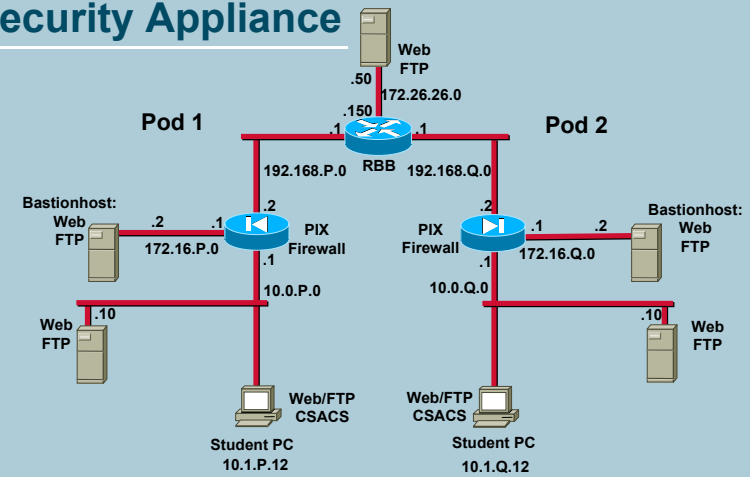 ecurity Appliance
Web
FTP
.50
172.26.26.0
.150
Pod 1
Pod 2
.1
.1
RBB
192.168.P.0
192.168.Q.0
.2
.2
Bastionhost:
Web
FTP
.2
.1
172.16.P.0
PIX
Firewall
.1
10.0.P.0
PIX
Firewall
.1
.2
172.16.Q.0
Bastionhost:
Web
FTP
.1
10.0.Q.0
Web
FTP
.10
.10
Web
FTP
Web/FTP
CSACS
Student PC
10.1.P.12
Web/FTP
CSACS
Student PC
10.1.Q.12